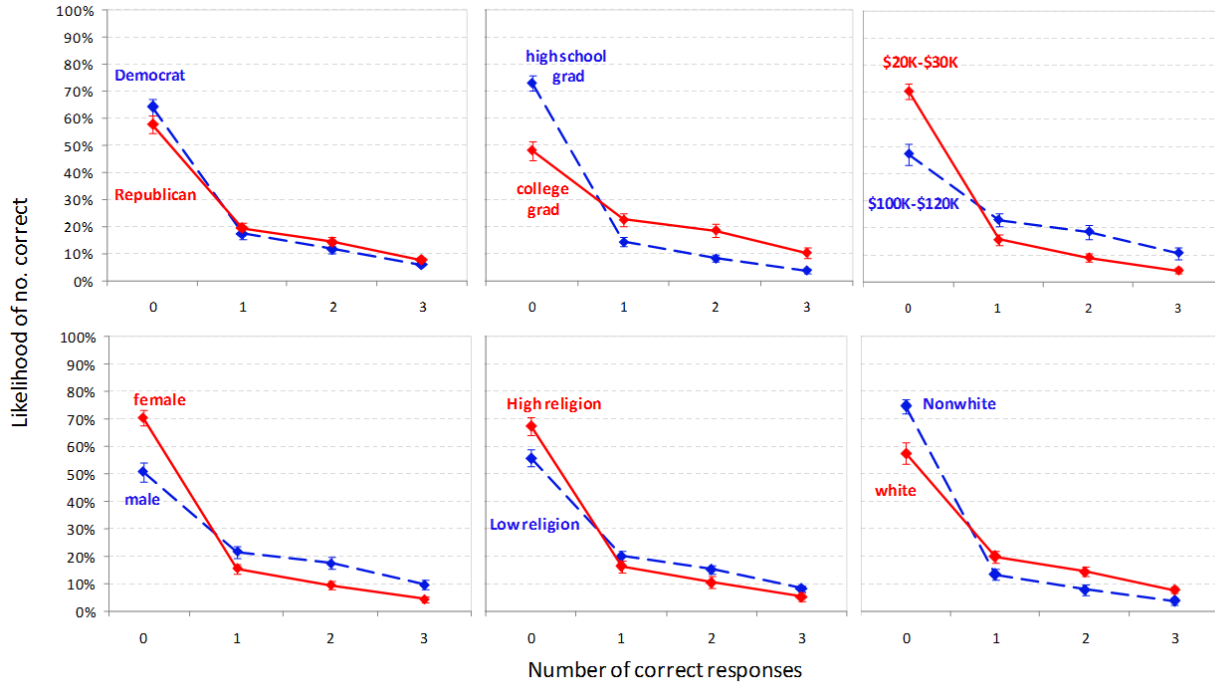 Likelihood of no. correct
100%
90%
80%
70%
60%
50%
40%
30%
20%
10%
0%
Democrat
Republican
0 1 2 3
high school
grad
college
grad
0 1 2 3
$20K-$30K
$100K-$120K
0 1 2 3
100%
90%
80%
70%
60%
50%
40%
30%
20%
10%
0%
female
male
0 1 2 3
High religion
Low religion
0 1 2 3
Nonwhite
white
0 1 2 3
Number of correct responses